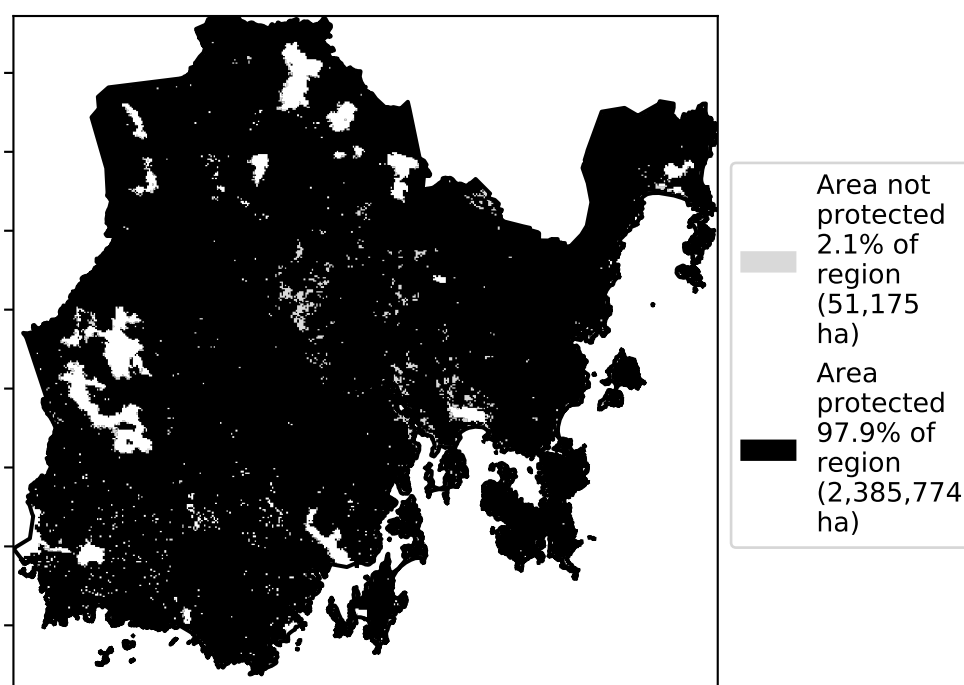 Area not
protected
2.1% of
region
(51,175
ha)
Area
protected
97.9% of
region
(2,385,774
ha)